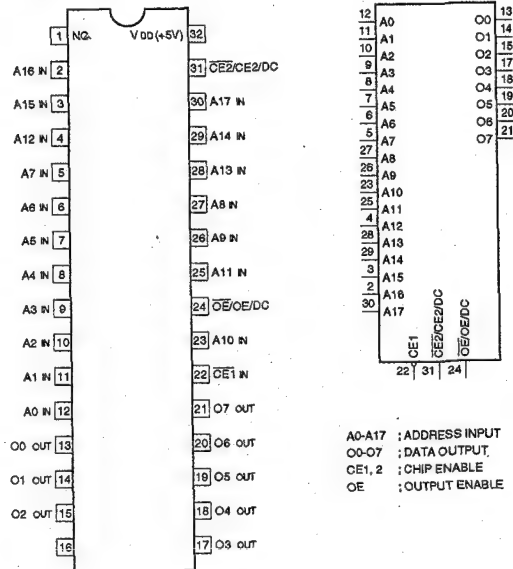 1 N.C. VDD(+5V) 32
A16 IN 2 31 CE2/CE2/DC
A15 IN 3 30 A17 IN
A12 IN 4 29 A14 IN
A7 IN 5 28 A13 IN
A6 IN 6 27 A8 IN
A5 IN 7 26 A9 IN
A4 IN 8 25 A11 IN
A3 IN 9 24 OE/OE/DC
A2 IN 10 23 A10 IN
A1 IN 11 22 CE1 IN
A0 IN 12 21 O7 OUT
O0 OUT 13 20 O6 OUT
O1 OUT 14 19 O5 OUT
O2 OUT 15 18 O4 OUT
16 17 O3 OUT
12 A0 O0 13
11 A1 O1 14
10 A2 O2 15
9 A3 O3 17
8 A4 O4 18
7 A5 O5 19
6 A6 O6 20
5 A7 O7 21
27 A8
26 A9
23 A10
25 A11
4 A12
28 A13
29 A14
3 A15
2 A16
30 A17
CE1 CE2/CE2/DC OE/OE/DC
22 31 24
A0-A17 ; ADDRESS INPUT
O0-O7 ; DATA OUTPUT
CE1, 2 ; CHIP ENABLE
OE ; OUTPUT ENABLE